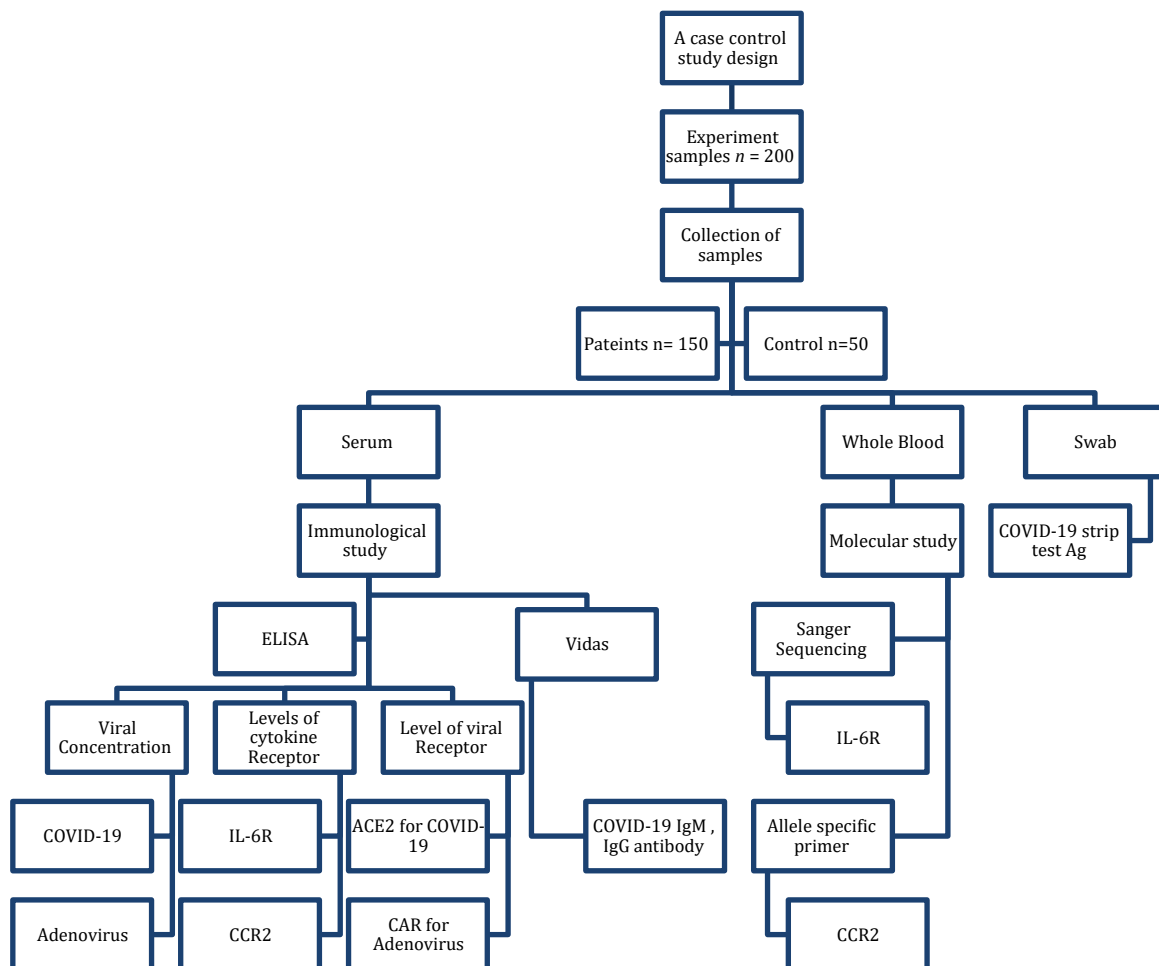 A case control
study design
Experiment
samples n = 200
Collection of
samples
Pateints n= 150
Control n=50
Serum
Whole Blood
Swab
Immunological
study
Molecular study
COVID-19 strip
test Ag
ELISA
Vidas
Sanger
Sequencing
Viral
Concentration
Levels of
cytokine
Receptor
Level of viral
Receptor
IL-6R
COVID-19
IL-6R
ACE2 for COVID-
19
COVID-19 IgM ,
IgG antibody
Allele specific
primer
Adenovirus
CCR2
CAR for
Adenovirus
CCR2